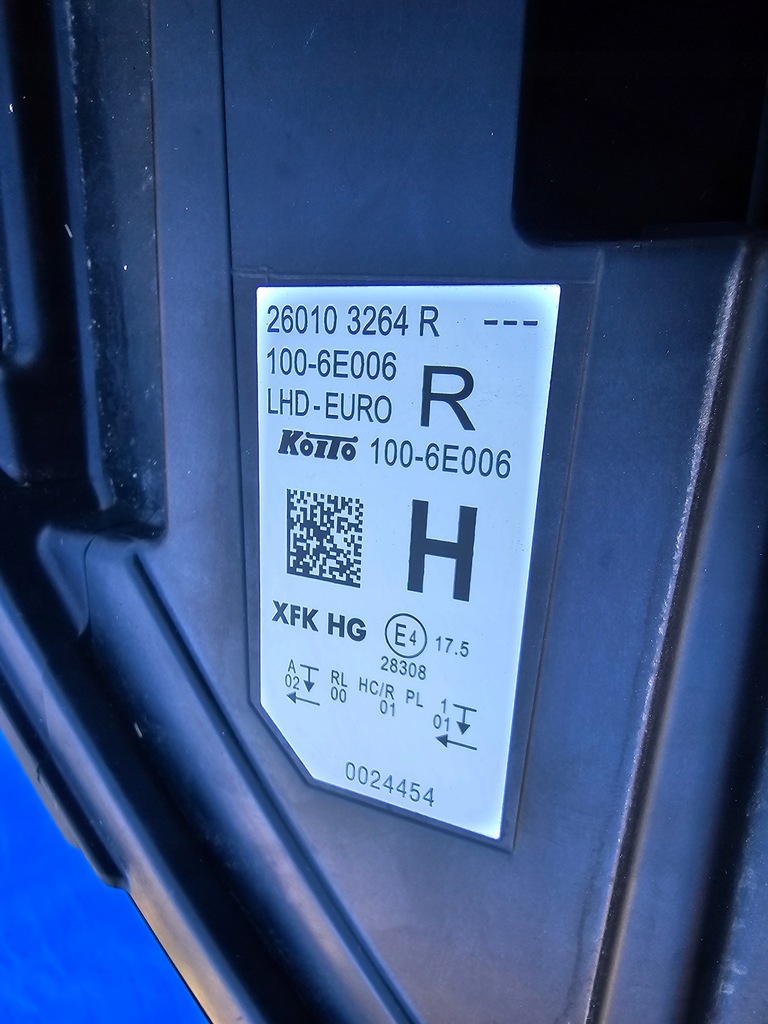 26010 3264 R ---
100-6E006
LHD-EURO R
KOITO 100-6E006
H
XFK HG E4 17.5
28308
A RL HC/R PL 1
02 00 01 01
0024454